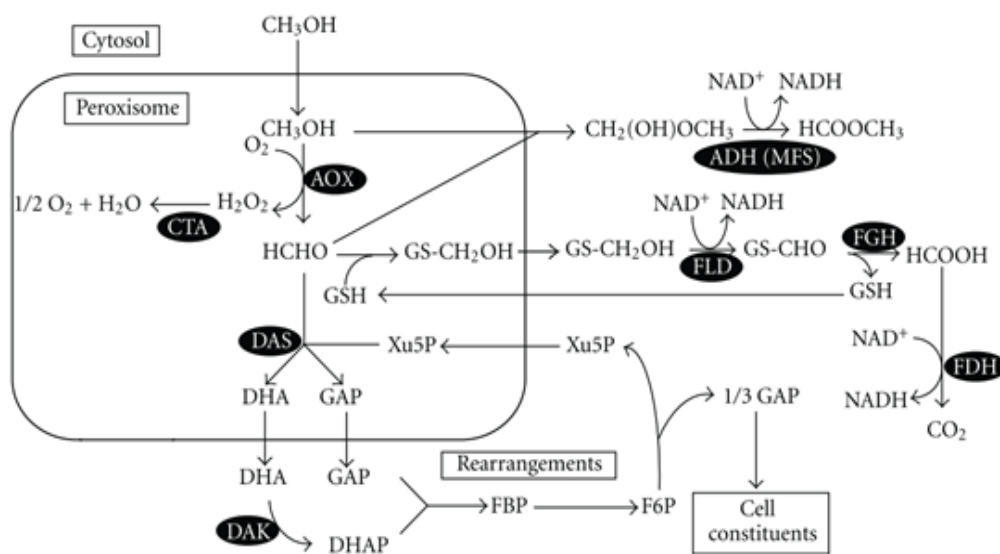 CH₃OH
Cytosol
Peroxisome
NAD⁺ NADH
CH₃OH CH₂(OH)OCH₃ HCOOCH₃
O₂
ADH (MFS)
AOX
1/2 O₂ + H₂O H₂O₂
CTA
NAD⁺ NADH
HCHO GS-CH₂OH GS-CH₂OH GS-CHO FGH HCOOH
FLD
GSH GSH
DAS Xu5P Xu5P NAD⁺
FDH
DHA GAP 1/3 GAP NADH
CO₂
Rearrangements
DHA GAP
FBP F6P
DAK
DHAP
Cell
constituents